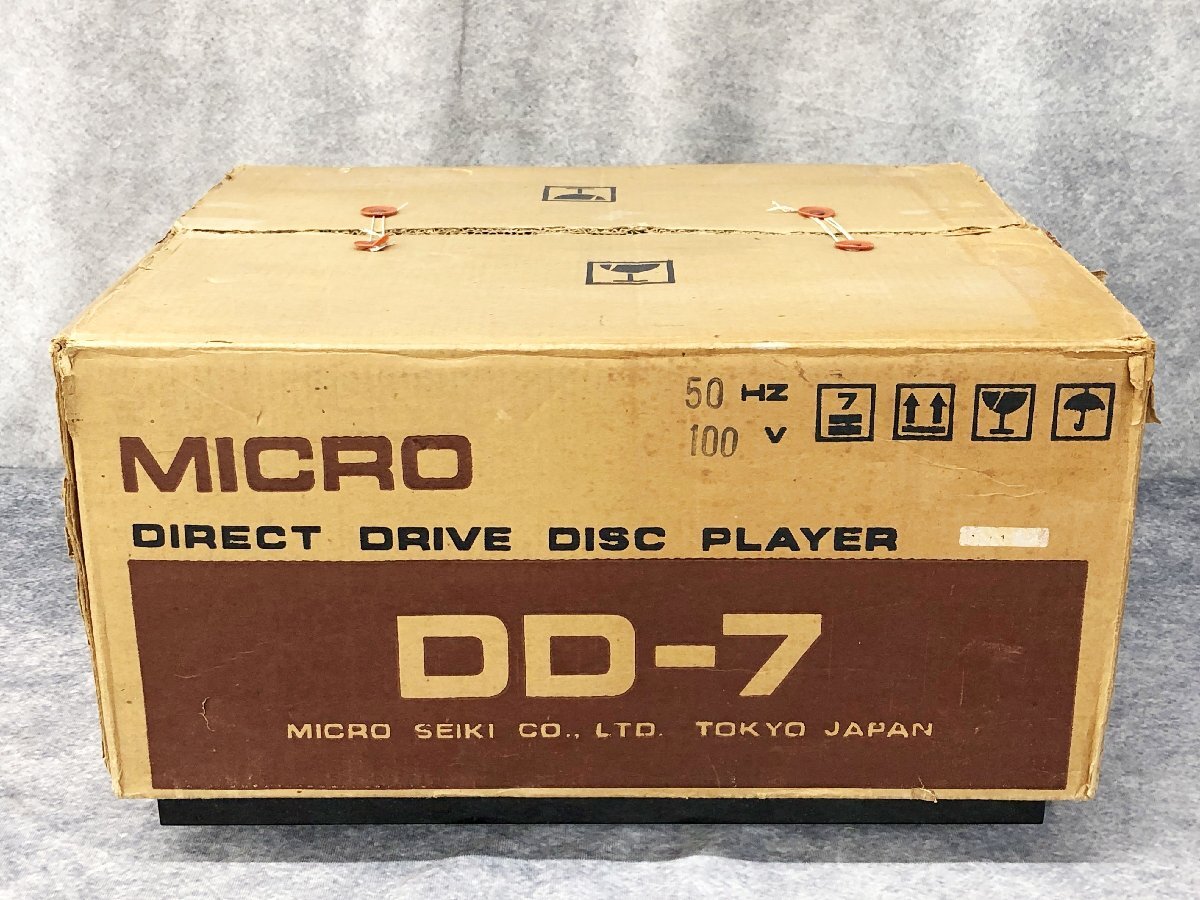 50 HZ
100 V
7
MICRO
DIRECT DRIVE DISC PLAYER
DD-7
MICRO SEIKI CO., LTD. TOKYO JAPAN